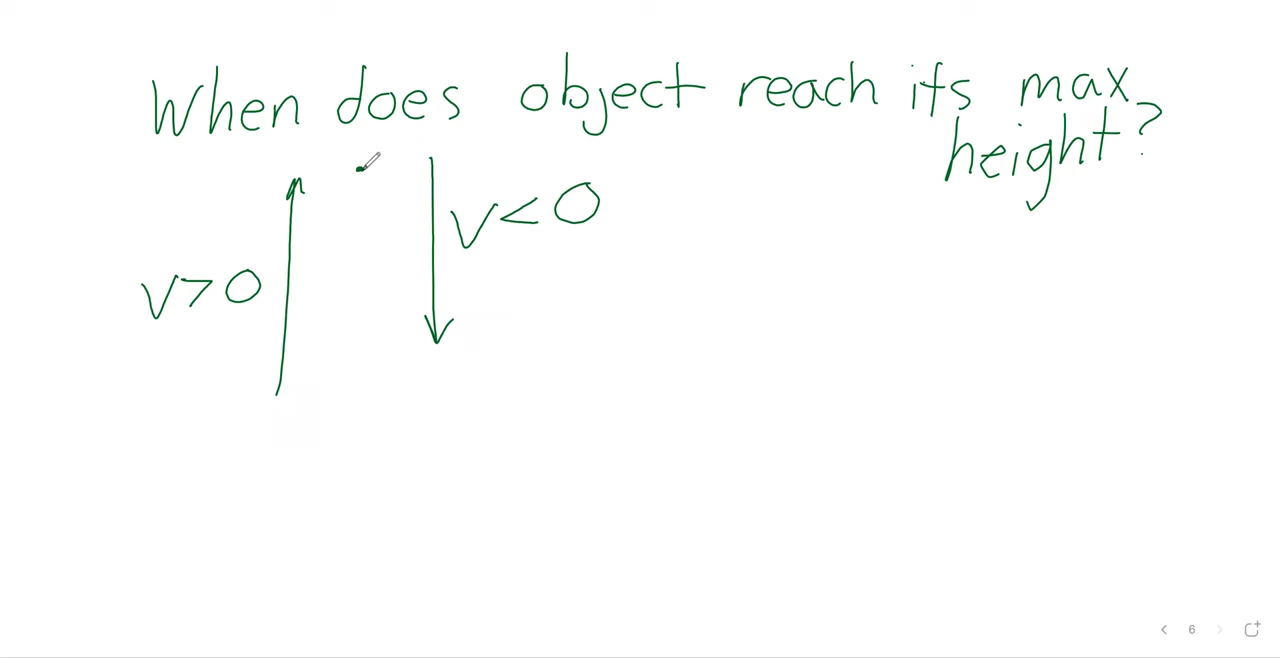 When does object reach its max
height?
v < 0
v > 0
6